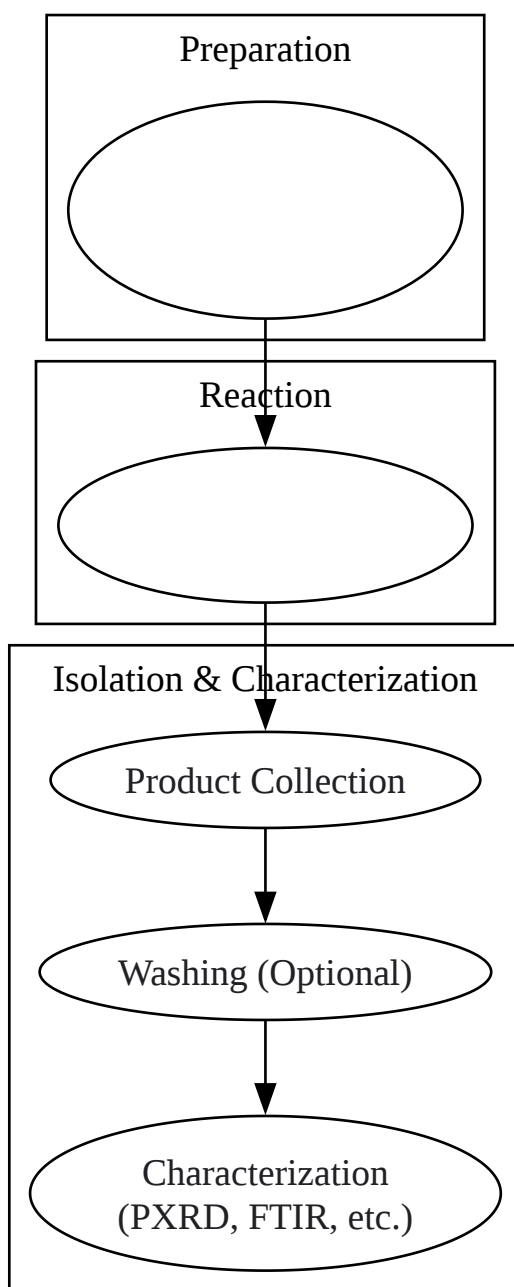 Preparation
Reaction
Isolation & Characterization
Product Collection
Washing (Optional)
Characterization
(PXRD, FTIR, etc.)